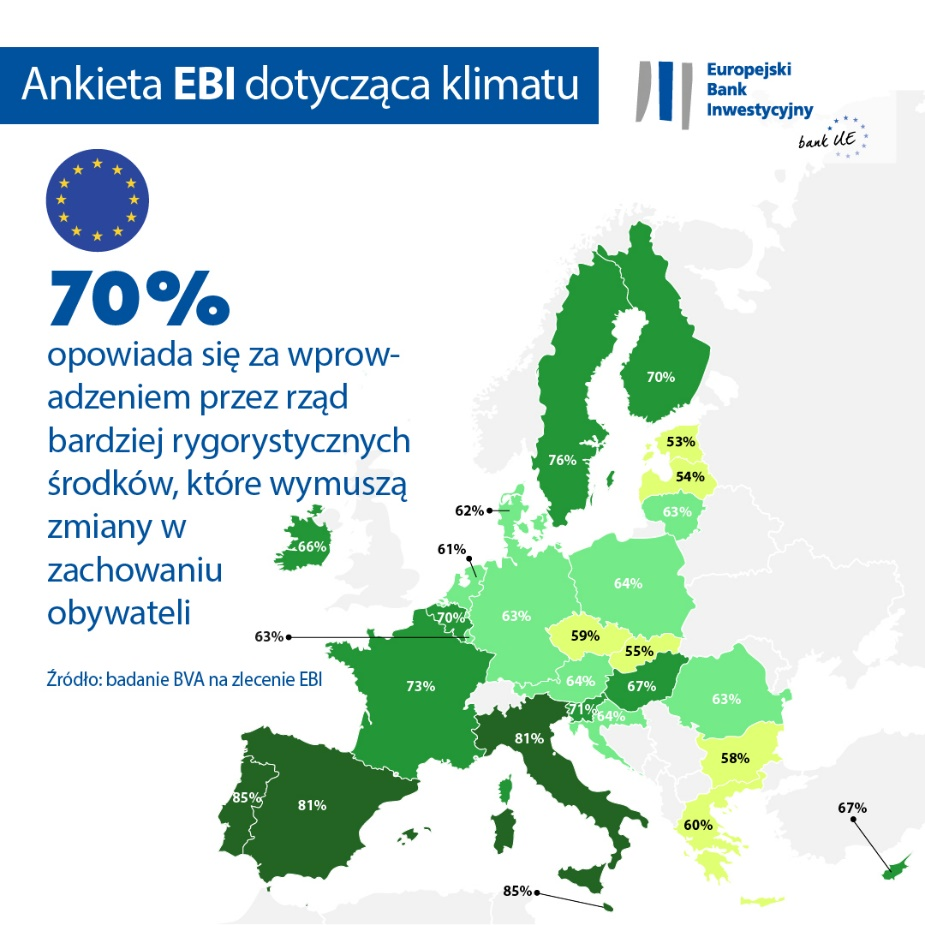 Ankieta EBI dotycząca klimatu
Europejski
Bank
Inwestycyjny
bank UE
70%
opowiada się za wprow-
adzeniem przez rząd
bardziej rygorystycznych
środków, które wymuszą
zmiany w
zachowaniu
obywateli
Źródło: badanie BVA na zlecenie EBI
70%
76%
53%
54%
63%
62%
66%
61%
64%
63%
70%
63%
59%
55%
73%
64%
67%
71%
64%
63%
81%
58%
85%
81%
60%
67%
85%